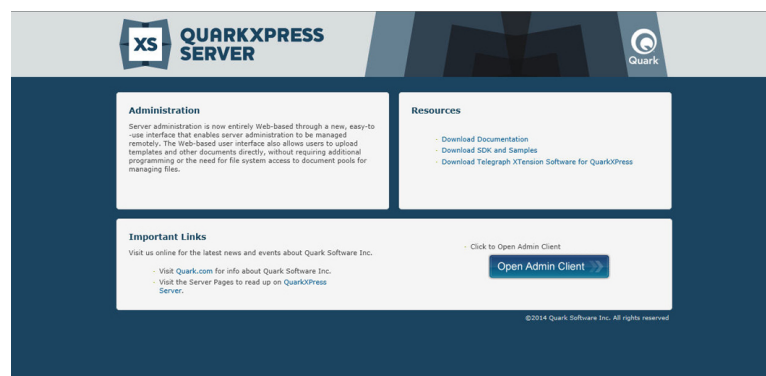 XS
QUARKXPRESS
SERVER
Quark
Administration
Server administration is now entirely Web-based through a new, easy-to
-use interface that enables server administration to be managed
remotely. The Web-based user interface also allows users to upload
templates and other documents directly, without requiring additional
programming or the need for file system access to document pools for
managing files.
Resources
Download Documentation
Download SDK and Samples
Download Telegraph XTension Software for QuarkXPress
Important Links
Visit us online for the latest news and events about Quark Software Inc.
Visit Quark.com for info about Quark Software Inc.
Visit the Server Pages to read up on QuarkXPress
Server.
Click to Open Admin Client
Open Admin Client
©2014 Quark Software Inc. All rights reserved